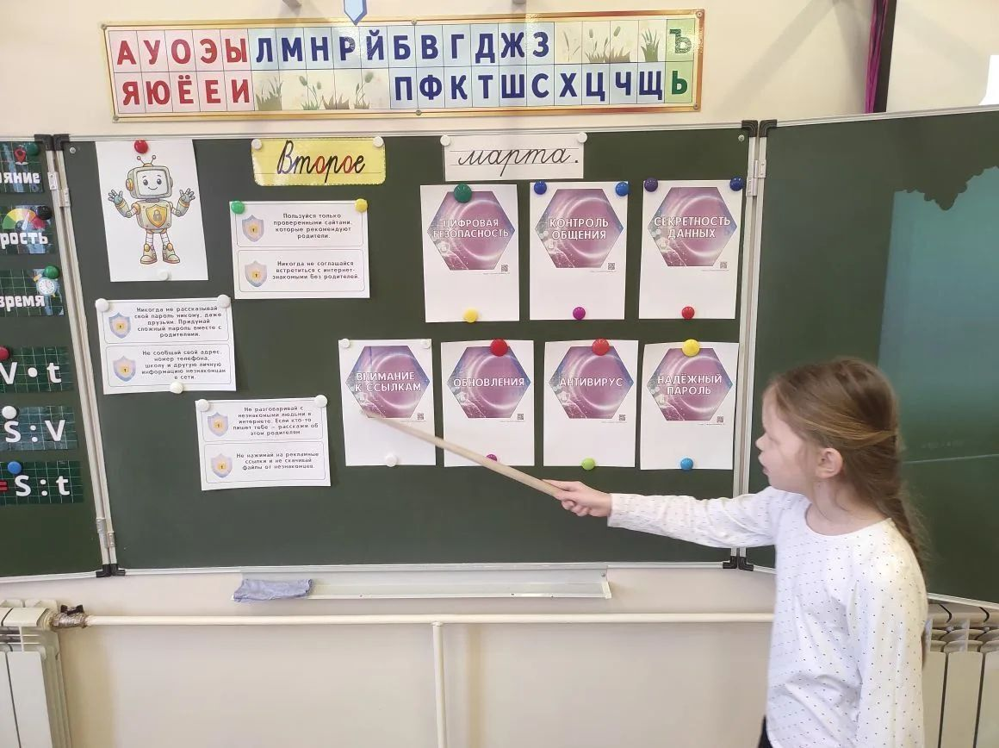 АУОЭЫЛМНРЙБВГДЖЗ Ъ
ЯЮЁЕИ ПФКТШСХЦЧЩЬ
Второе
марта.
Пользуйся только
проверенными сайтами,
которые рекомендуют
родители.
Никогда не соглашайся
встретиться с интернет-
знакомыми без родителей.
Никогда не рассказывай
свой пароль никому, даже
друзьям. Придумай
сложный пароль вместе с
родителями.
Не сообщай свой адрес,
номер телефона,
школу и другую личную
информацию незнакомцам
в сети.
Не разговаривай с
незнакомыми людьми в
интернете. Если кто-то
пишет тебе – расскажи об
этом родителям.
Не нажимай на рекламные
ссылки и не скачивай
файлы от незнакомцев.
ЦИФРОВАЯ
БЕЗОПАСНОСТЬ
КОНТРОЛЬ
ОБЩЕНИЯ
СЕКРЕТНОСТЬ
ДАННЫХ
ВНИМАНИЕ
К ССЫЛКАМ
ОБНОВЛЕНИЯ
АНТИВИРУС
НАДЁЖНЫЙ
ПАРОЛЬ
время
V • t
S : V
= S : t